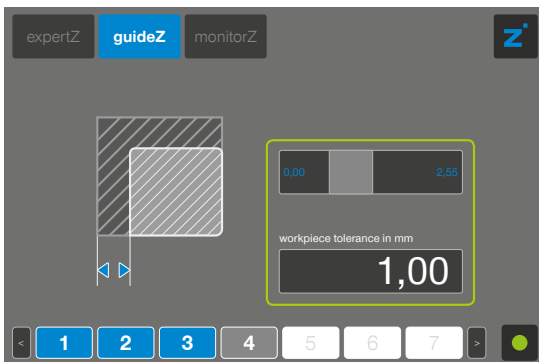 expertZ guideZ monitorZ z
0,00 2,55
workpiece tolerance in mm
1,00
< 1 2 3 4 5 6 7 >